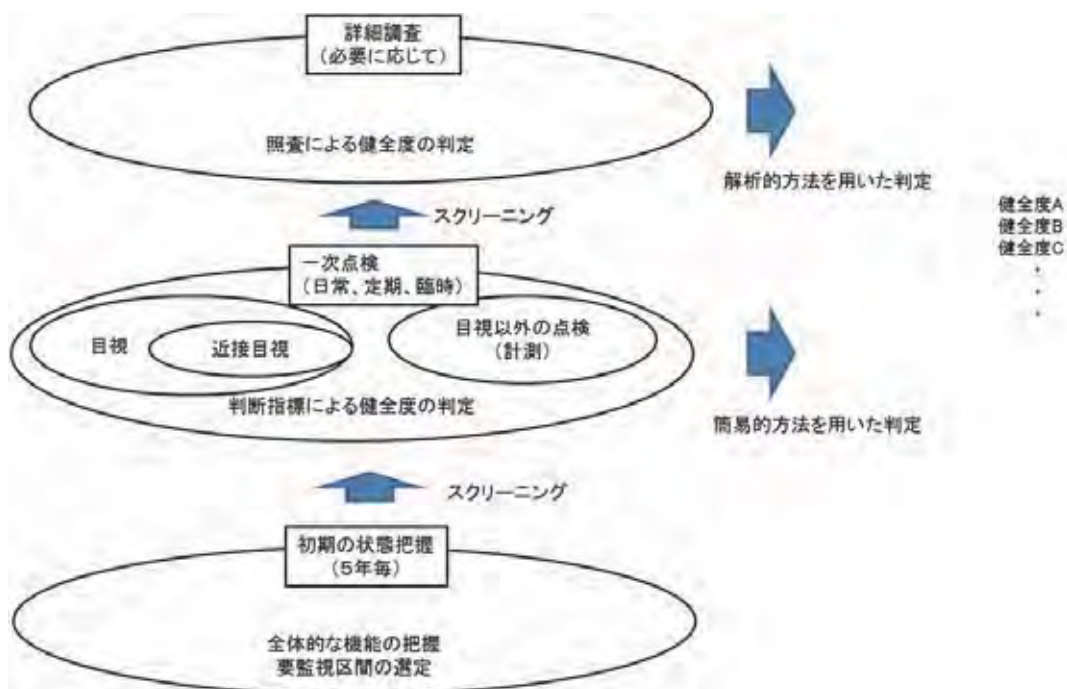 詳細調査
(必要に応じて)
照査による健全度の判定
解析的方法を用いた判定
スクリーニング
健全度A
健全度B
健全度C
・
・
・
一次点検
(日常、定期、臨時)
目視
近接目視
目視以外の点検
(計測)
判断指標による健全度の判定
簡易的方法を用いた判定
スクリーニング
初期の状態把握
(5年毎)
全体的な機能の把握
要監視区間の選定